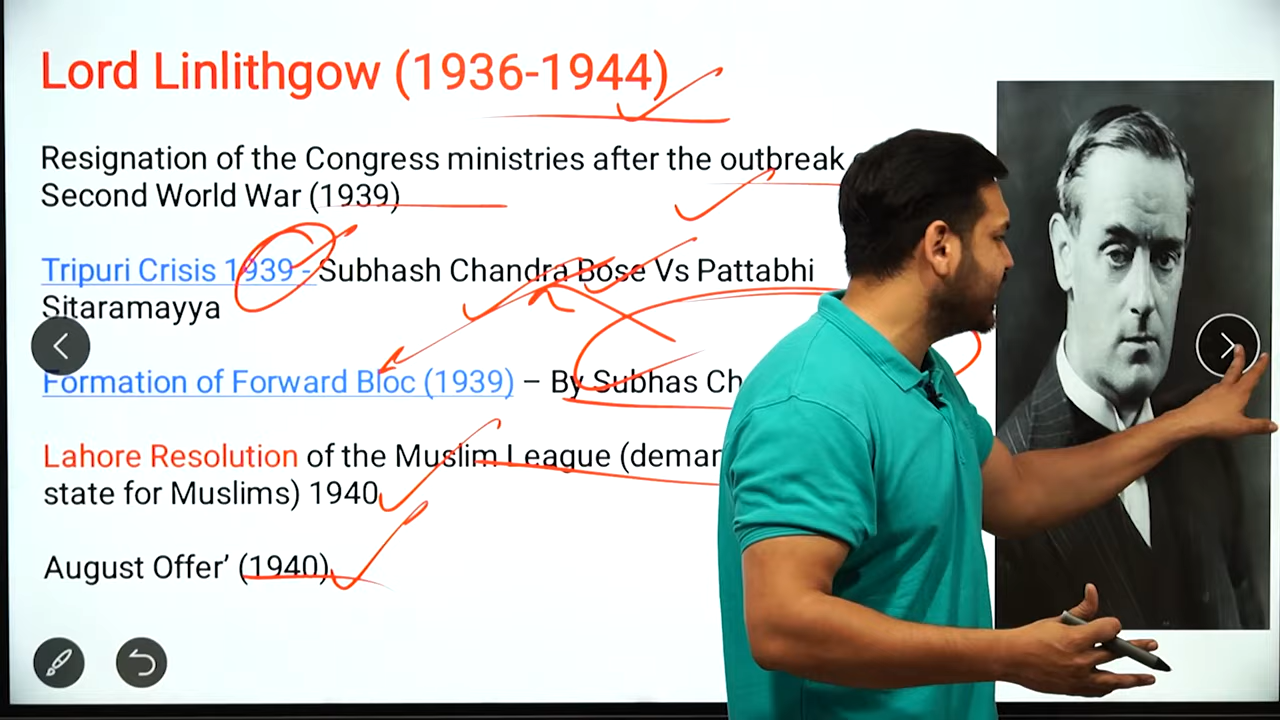 Lord Linlithgow (1936-1944)
Resignation of the Congress ministries after the outbreak
Second World War (1939)
Tripuri Crisis 1939 - Subhash Chandra Bose Vs Pattabhi
Sitaramayya
Formation of Forward Bloc (1939) – By Subhas Ch
Lahore Resolution of the Muslim League (deman
state for Muslims) 1940
August Offer’ (1940)